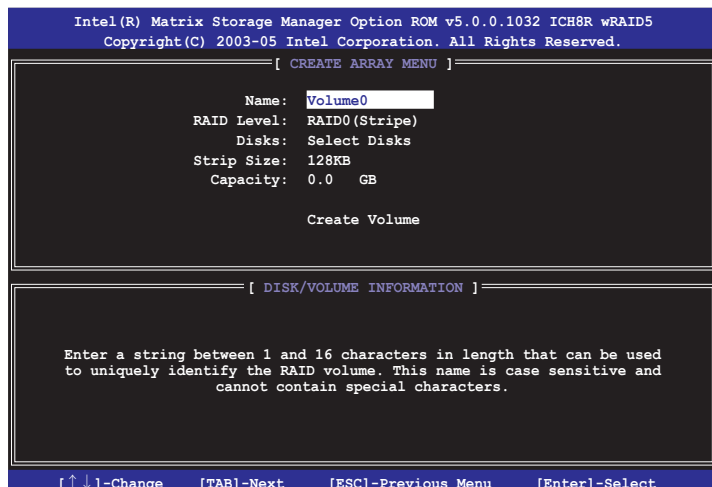 Intel(R) Matrix Storage Manager Option ROM v5.0.0.1032 ICH8R wRAID5
Copyright(C) 2003-05 Intel Corporation. All Rights Reserved.
[ CREATE ARRAY MENU ]
Name: Volume0
RAID Level: RAID0(Stripe)
Disks: Select Disks
Strip Size: 128KB
Capacity: 0.0 GB
Create Volume
[ DISK/VOLUME INFORMATION ]
Enter a string between 1 and 16 characters in length that can be used
to uniquely identify the RAID volume. This name is case sensitive and
cannot contain special characters.
[↑↓]-Change [TAB]-Next [ESC]-Previous Menu [Enter]-Select